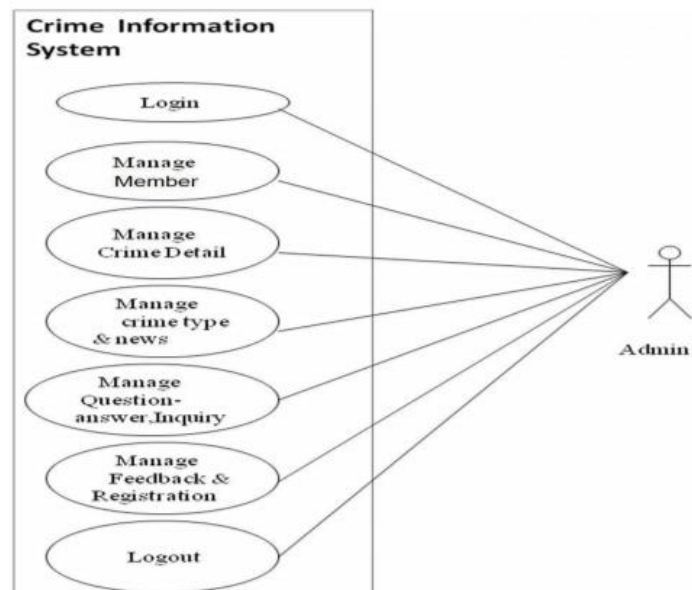 Crime Information
System
Login
Manage
Member
Manage
Crime Detail
Manage
crime type
& news
Manage
Question-
answer,Inquiry
Manage
Feedback &
Registration
Logout
Admin